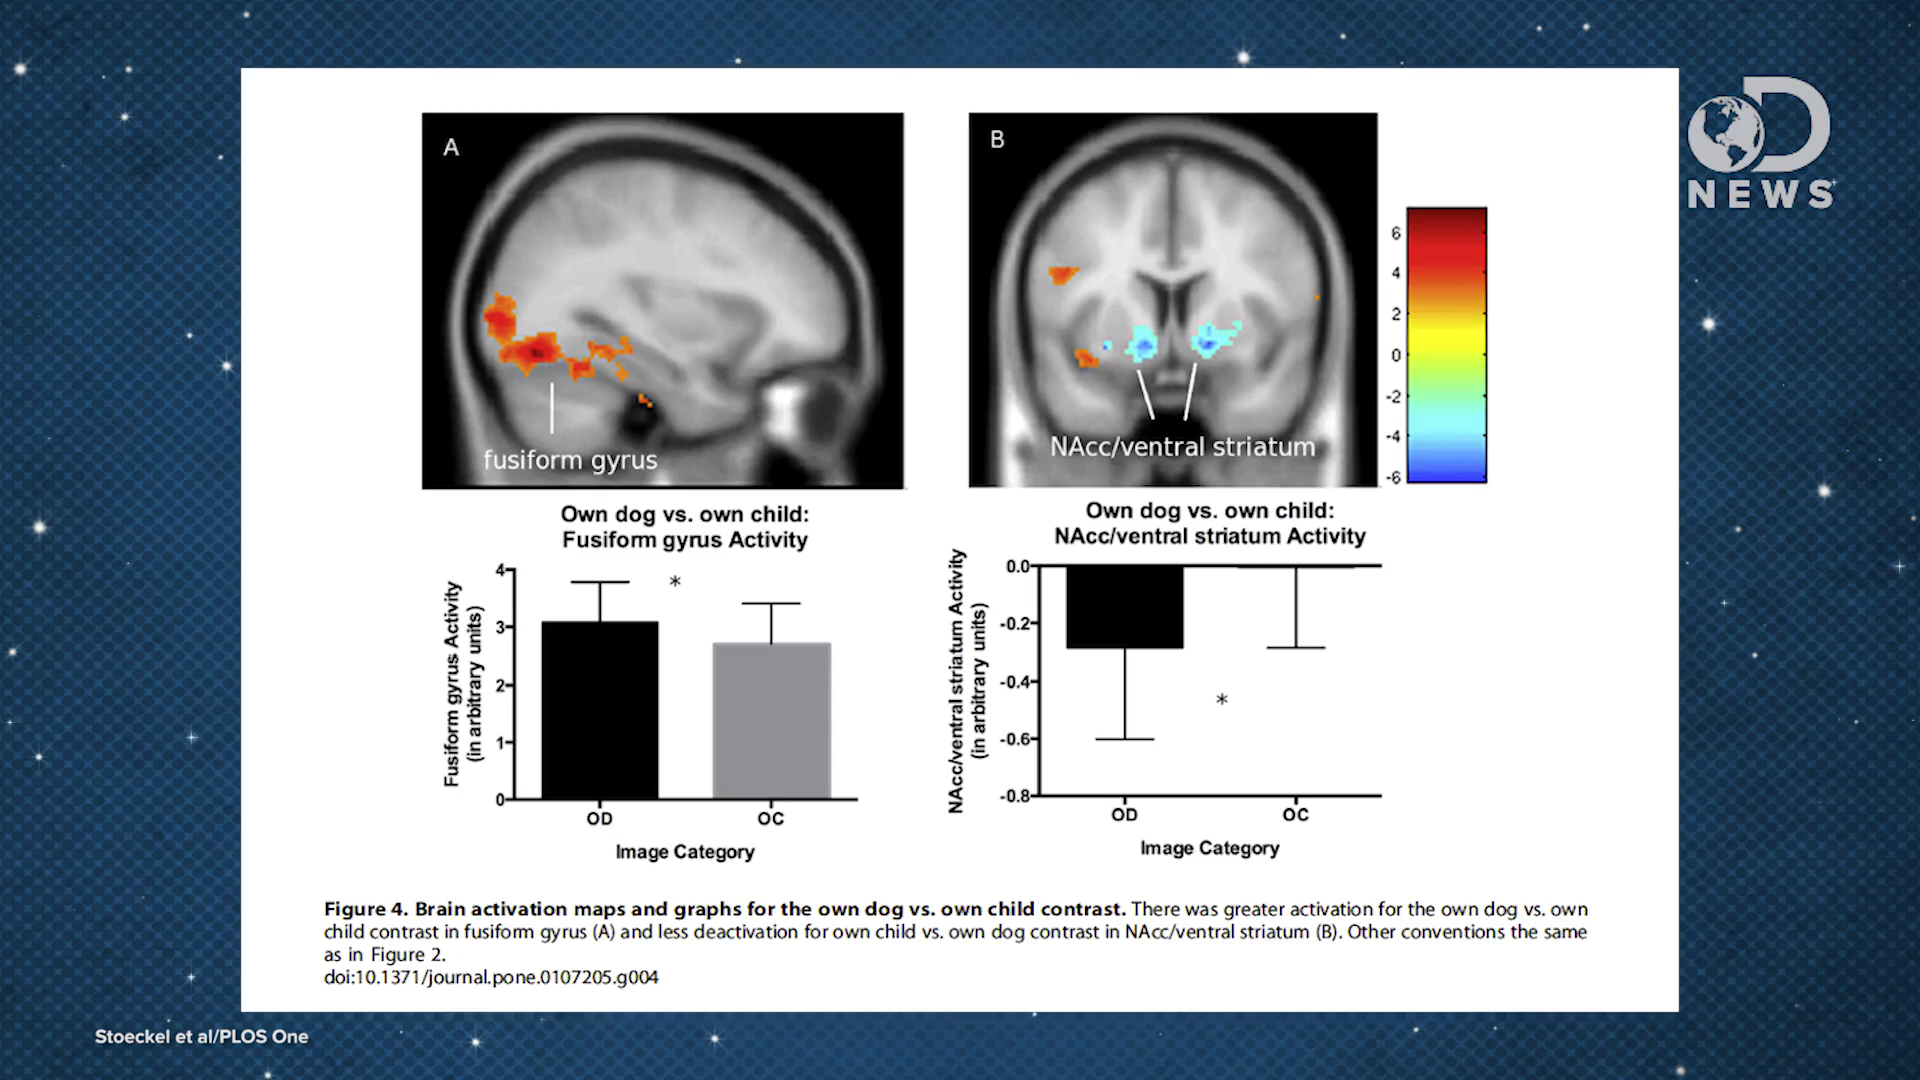 D
NEWS
A
fusiform gyrus
B
NAcc/ventral striatum
6
4
2
0
-2
-4
-6
Own dog vs. own child:
Fusiform gyrus Activity
Fusiform gyrus Activity
(in arbitrary units)
4
3
2
1
0
*
OD
OC
Image Category
Own dog vs. own child:
NAcc/ventral striatum Activity
NAcc/ventral striatum Activity
(in arbitrary units)
0.0
-0.2
-0.4
-0.6
-0.8
*
OD
OC
Image Category
Figure 4. Brain activation maps and graphs for the own dog vs. own child contrast. There was greater activation for the own dog vs. own
child contrast in fusiform gyrus (A) and less deactivation for own child vs. own dog contrast in NAcc/ventral striatum (B). Other conventions the same
as in Figure 2.
doi:10.1371/journal.pone.0107205.g004
Stoeckel et al/PLOS One